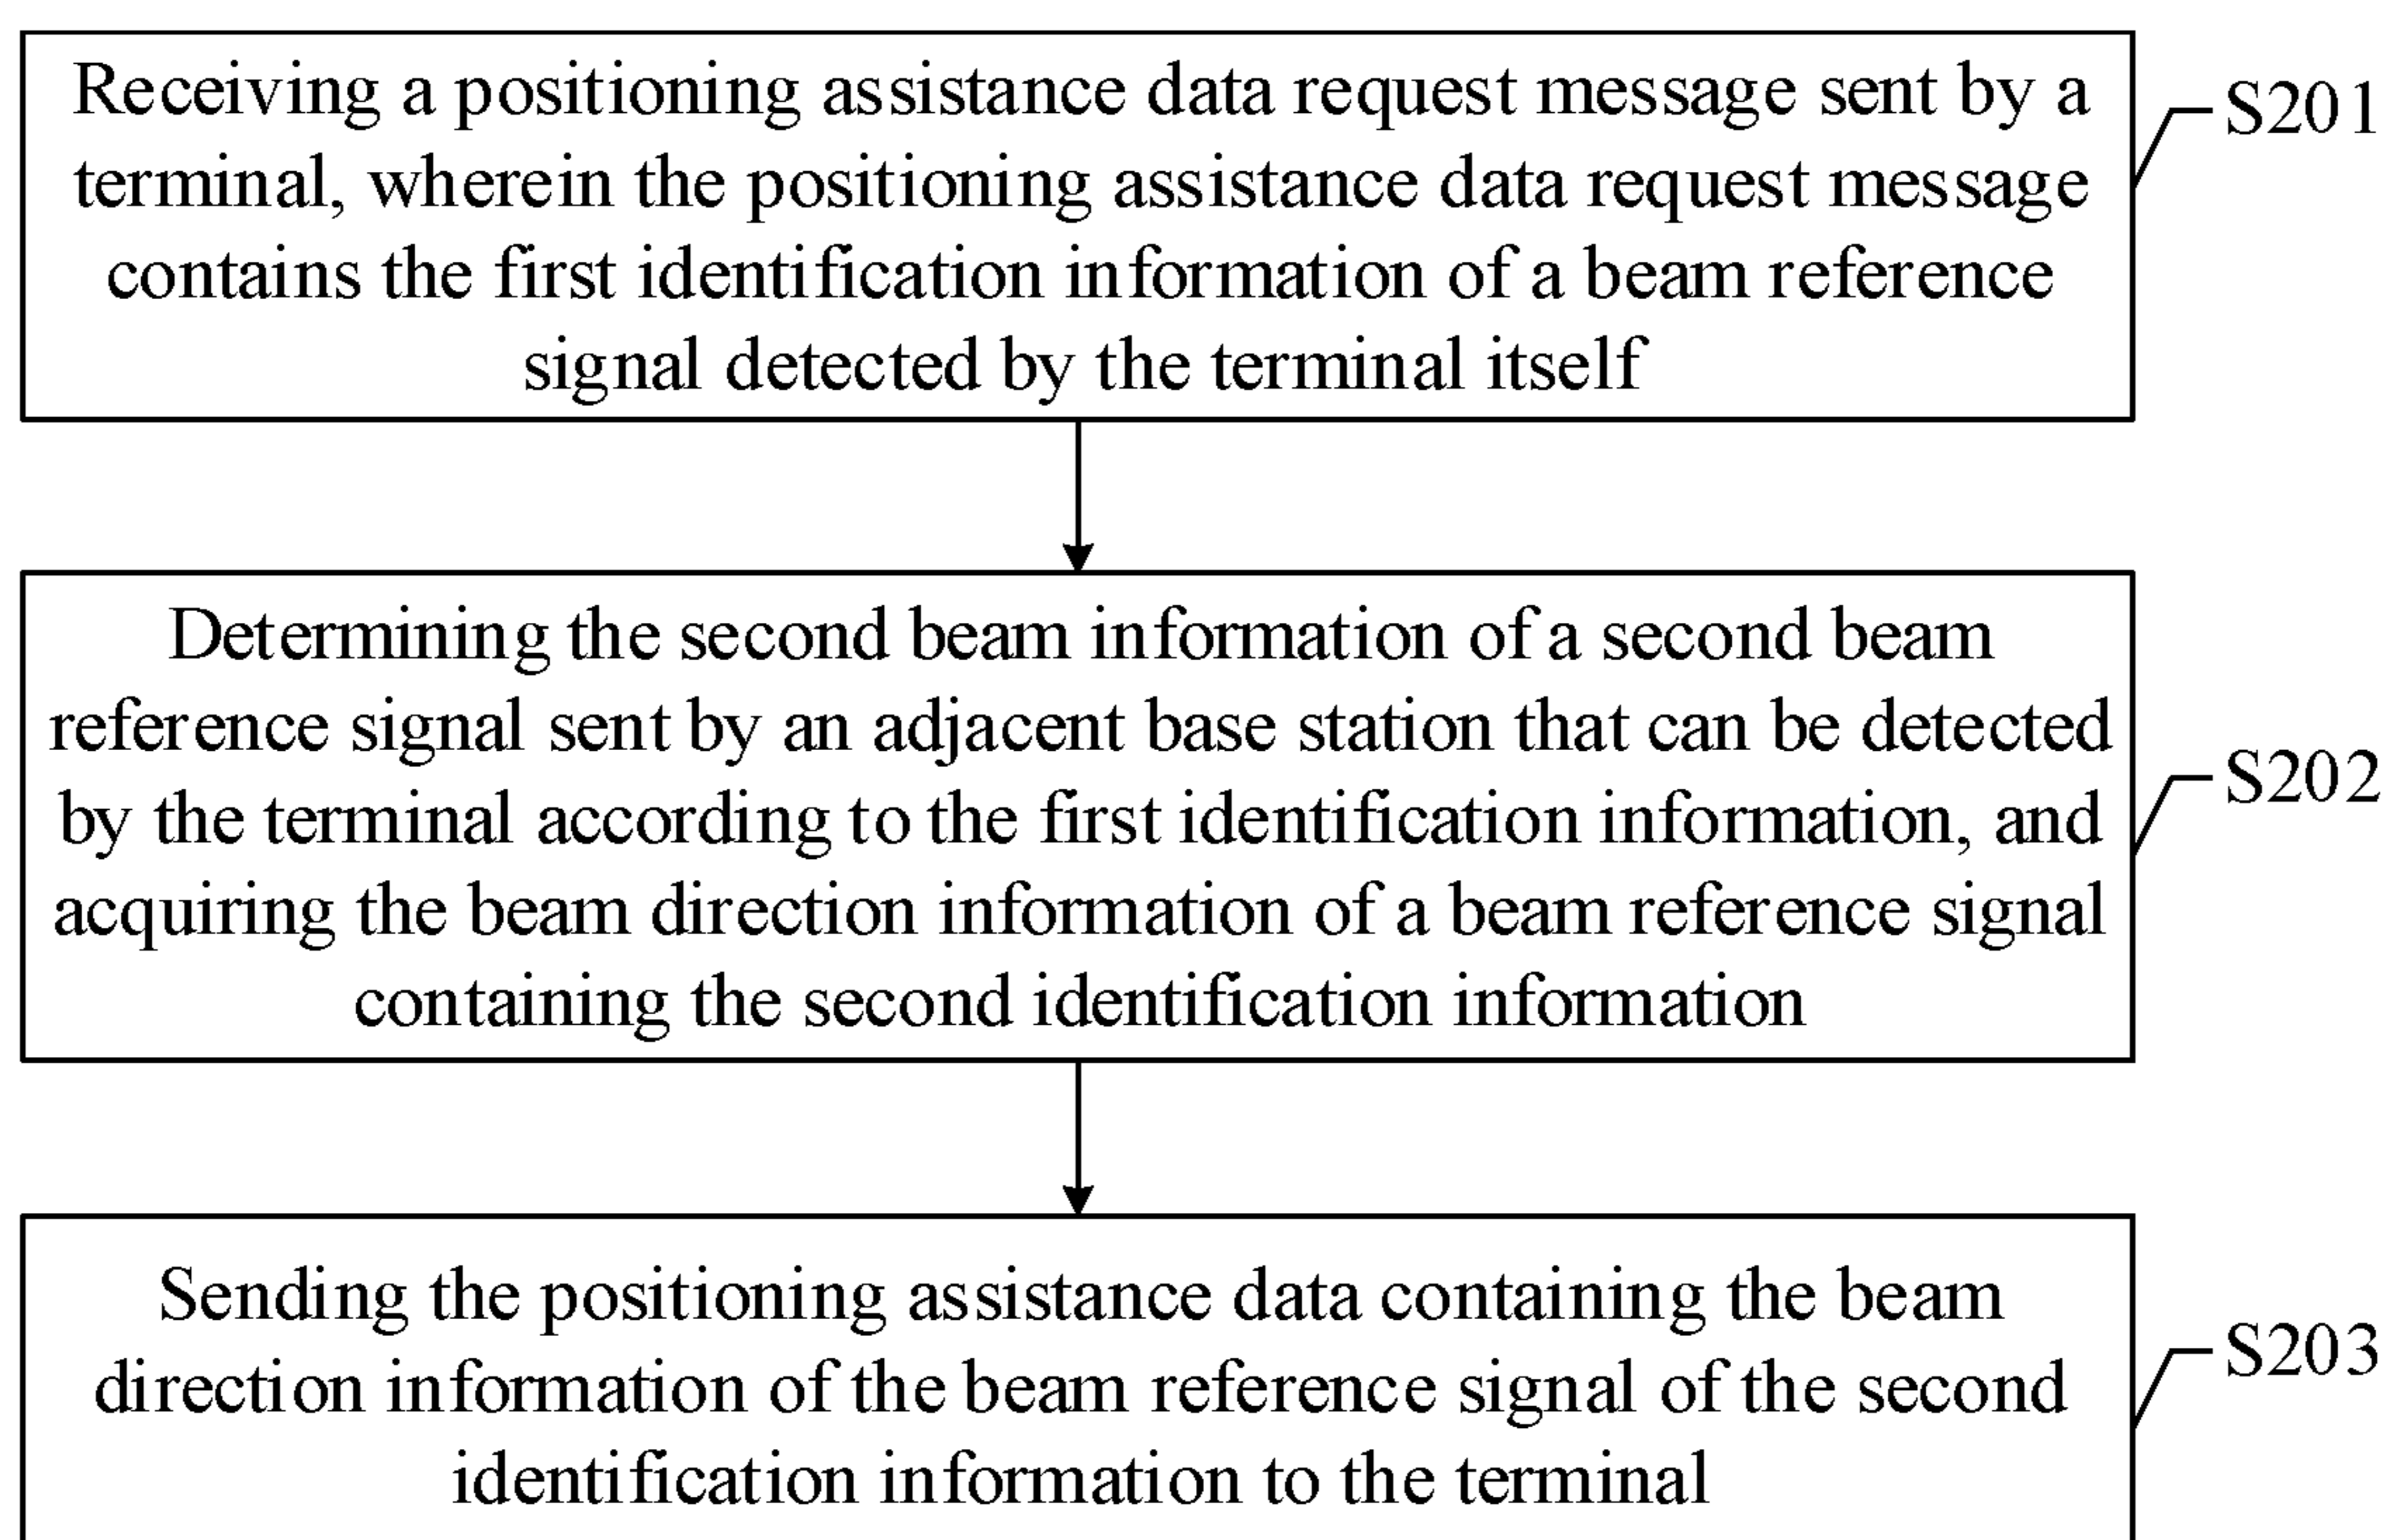 Receiving a positioning assistance data request message sent by a
terminal, wherein the positioning assistance data request message
contains the first identification information of a beam reference
signal detected by the terminal itself
S201
Determining the second beam information of a second beam
reference signal sent by an adjacent base station that can be detected
by the terminal according to the first identification information, and
acquiring the beam direction information of a beam reference signal
containing the second identification information
S202
Sending the positioning assistance data containing the beam
direction information of the beam reference signal of the second
identification information to the terminal
S203